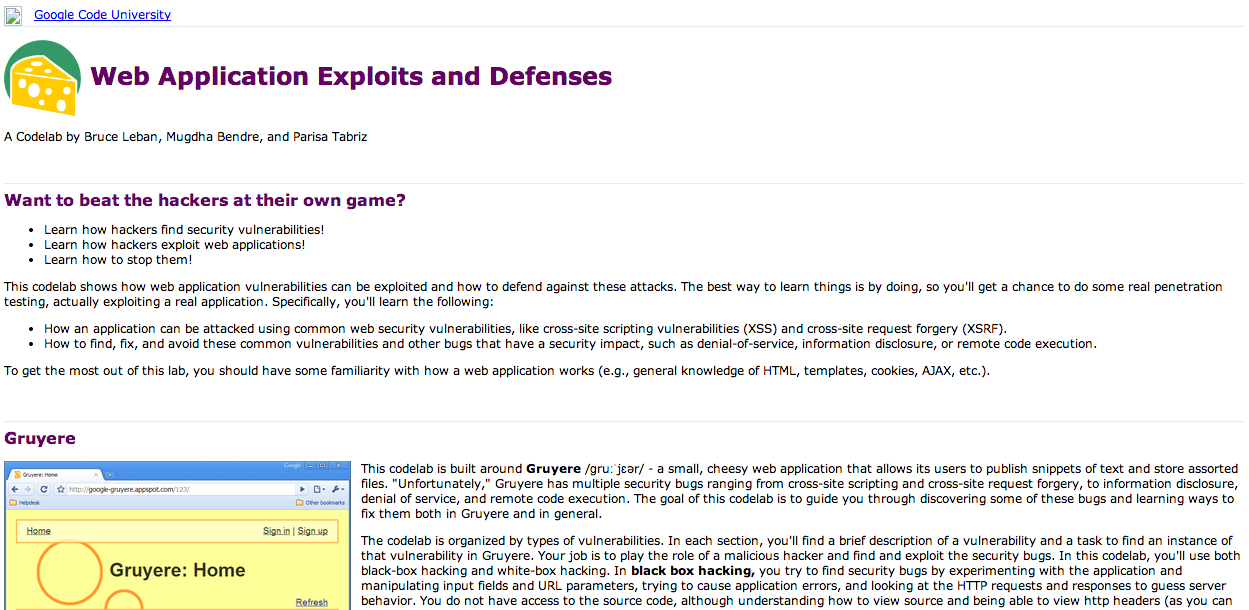 Google Code University
Web Application Exploits and Defenses
A Codelab by Bruce Leban, Mugdha Bendre, and Parisa Tabriz
Want to beat the hackers at their own game?
Learn how hackers find security vulnerabilities!
Learn how hackers exploit web applications!
Learn how to stop them!
This codelab shows how web application vulnerabilities can be exploited and how to defend against these attacks. The best way to learn things is by doing, so you'll get a chance to do some real penetration
testing, actually exploiting a real application. Specifically, you'll learn the following:
How an application can be attacked using common web security vulnerabilities, like cross-site scripting vulnerabilities (XSS) and cross-site request forgery (XSRF).
How to find, fix, and avoid these common vulnerabilities and other bugs that have a security impact, such as denial-of-service, information disclosure, or remote code execution.
To get the most out of this lab, you should have some familiarity with how a web application works (e.g., general knowledge of HTML, templates, cookies, AJAX, etc.).
Gruyere
Google
Gruyere: Home
http://google-gruyere.appspot.com/123/
Helpdesk Other bookmarks
Home Sign in | Sign up
Gruyere: Home
Refresh
This codelab is built around Gruyere /ɡruːˈjɛər/ - a small, cheesy web application that allows its users to publish snippets of text and store assorted
files. "Unfortunately," Gruyere has multiple security bugs ranging from cross-site scripting and cross-site request forgery, to information disclosure,
denial of service, and remote code execution. The goal of this codelab is to guide you through discovering some of these bugs and learning ways to
fix them both in Gruyere and in general.
The codelab is organized by types of vulnerabilities. In each section, you'll find a brief description of a vulnerability and a task to find an instance of
that vulnerability in Gruyere. Your job is to play the role of a malicious hacker and find and exploit the security bugs. In this codelab, you'll use both
black-box hacking and white-box hacking. In black box hacking, you try to find security bugs by experimenting with the application and
manipulating input fields and URL parameters, trying to cause application errors, and looking at the HTTP requests and responses to guess server
behavior. You do not have access to the source code, although understanding how to view source and being able to view http headers (as you can